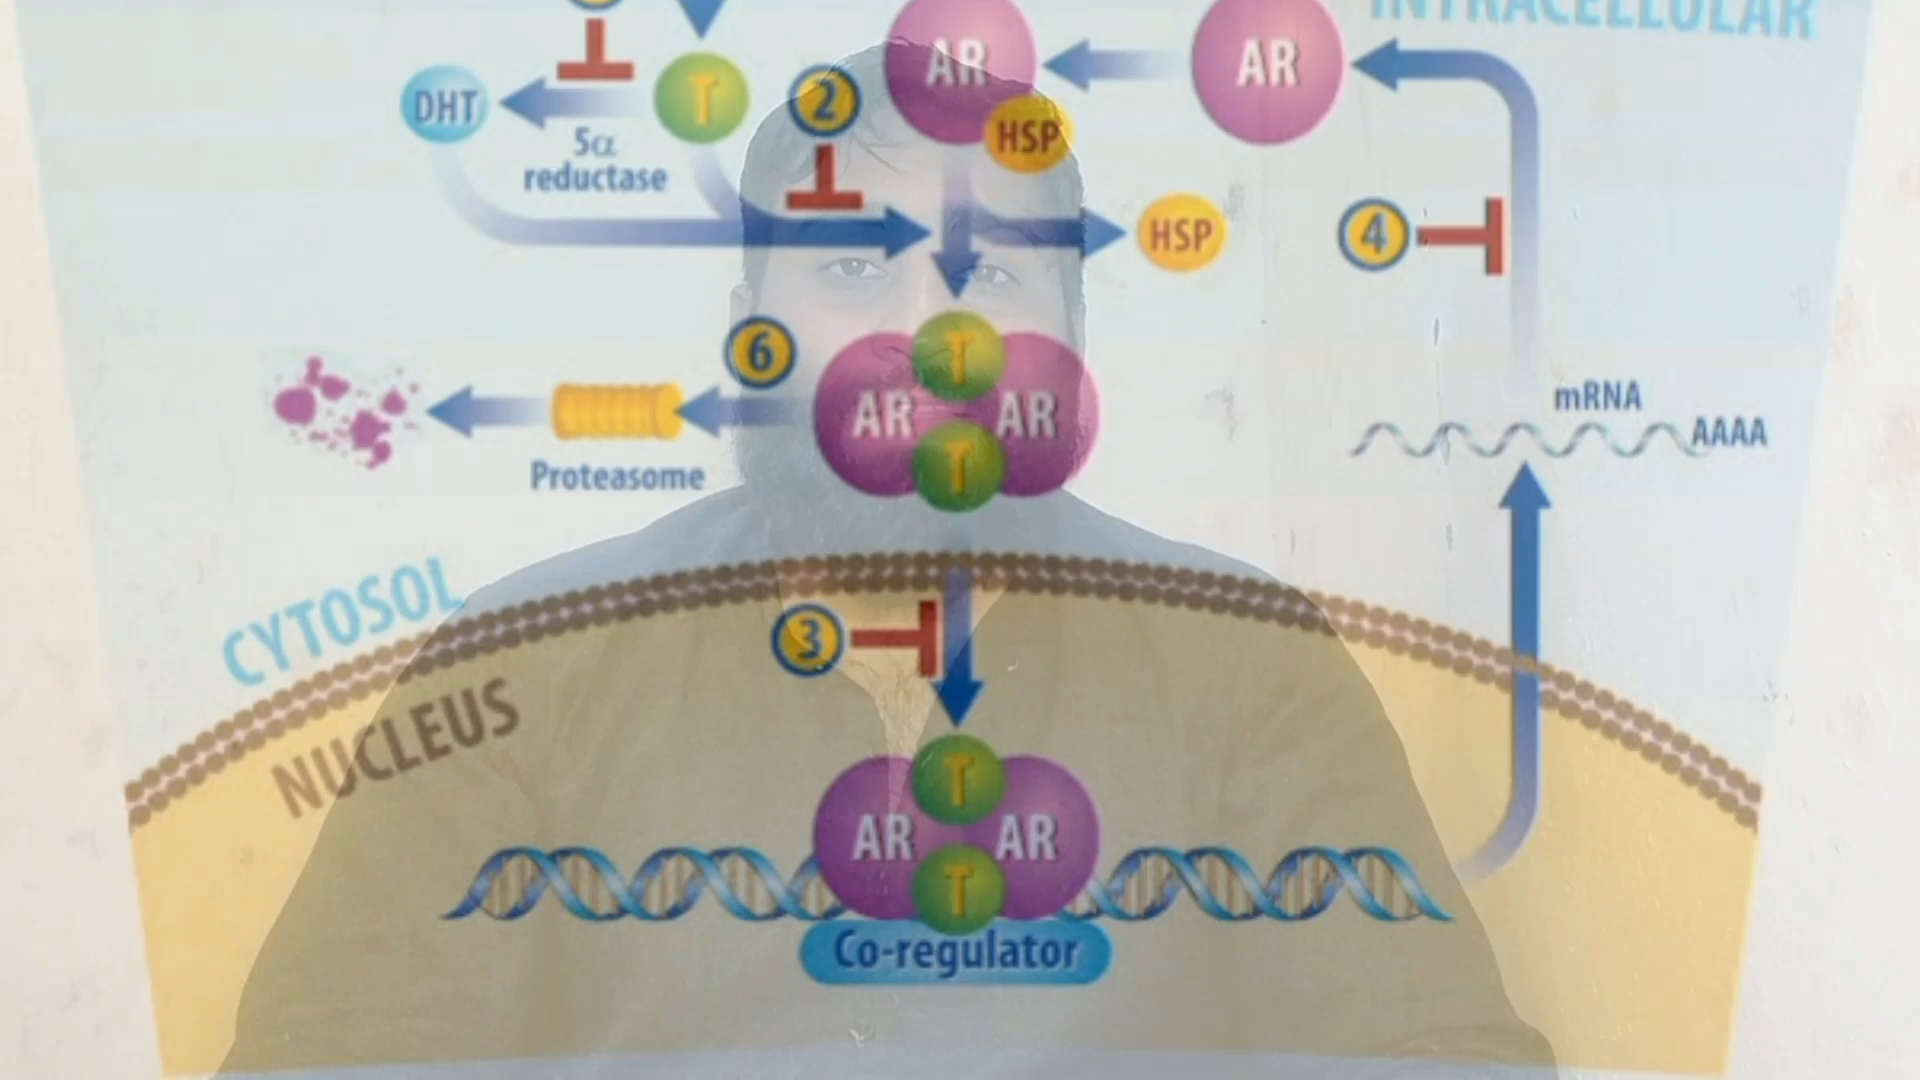 INTRACELLULAR
AR
AR
DHT
T
2
HSP
5α
reductase
HSP
4
6
T
AR
AR
T
mRNA
AAAA
Proteasome
CYTOSOL
3
NUCLEUS
T
AR
AR
T
Co-regulator